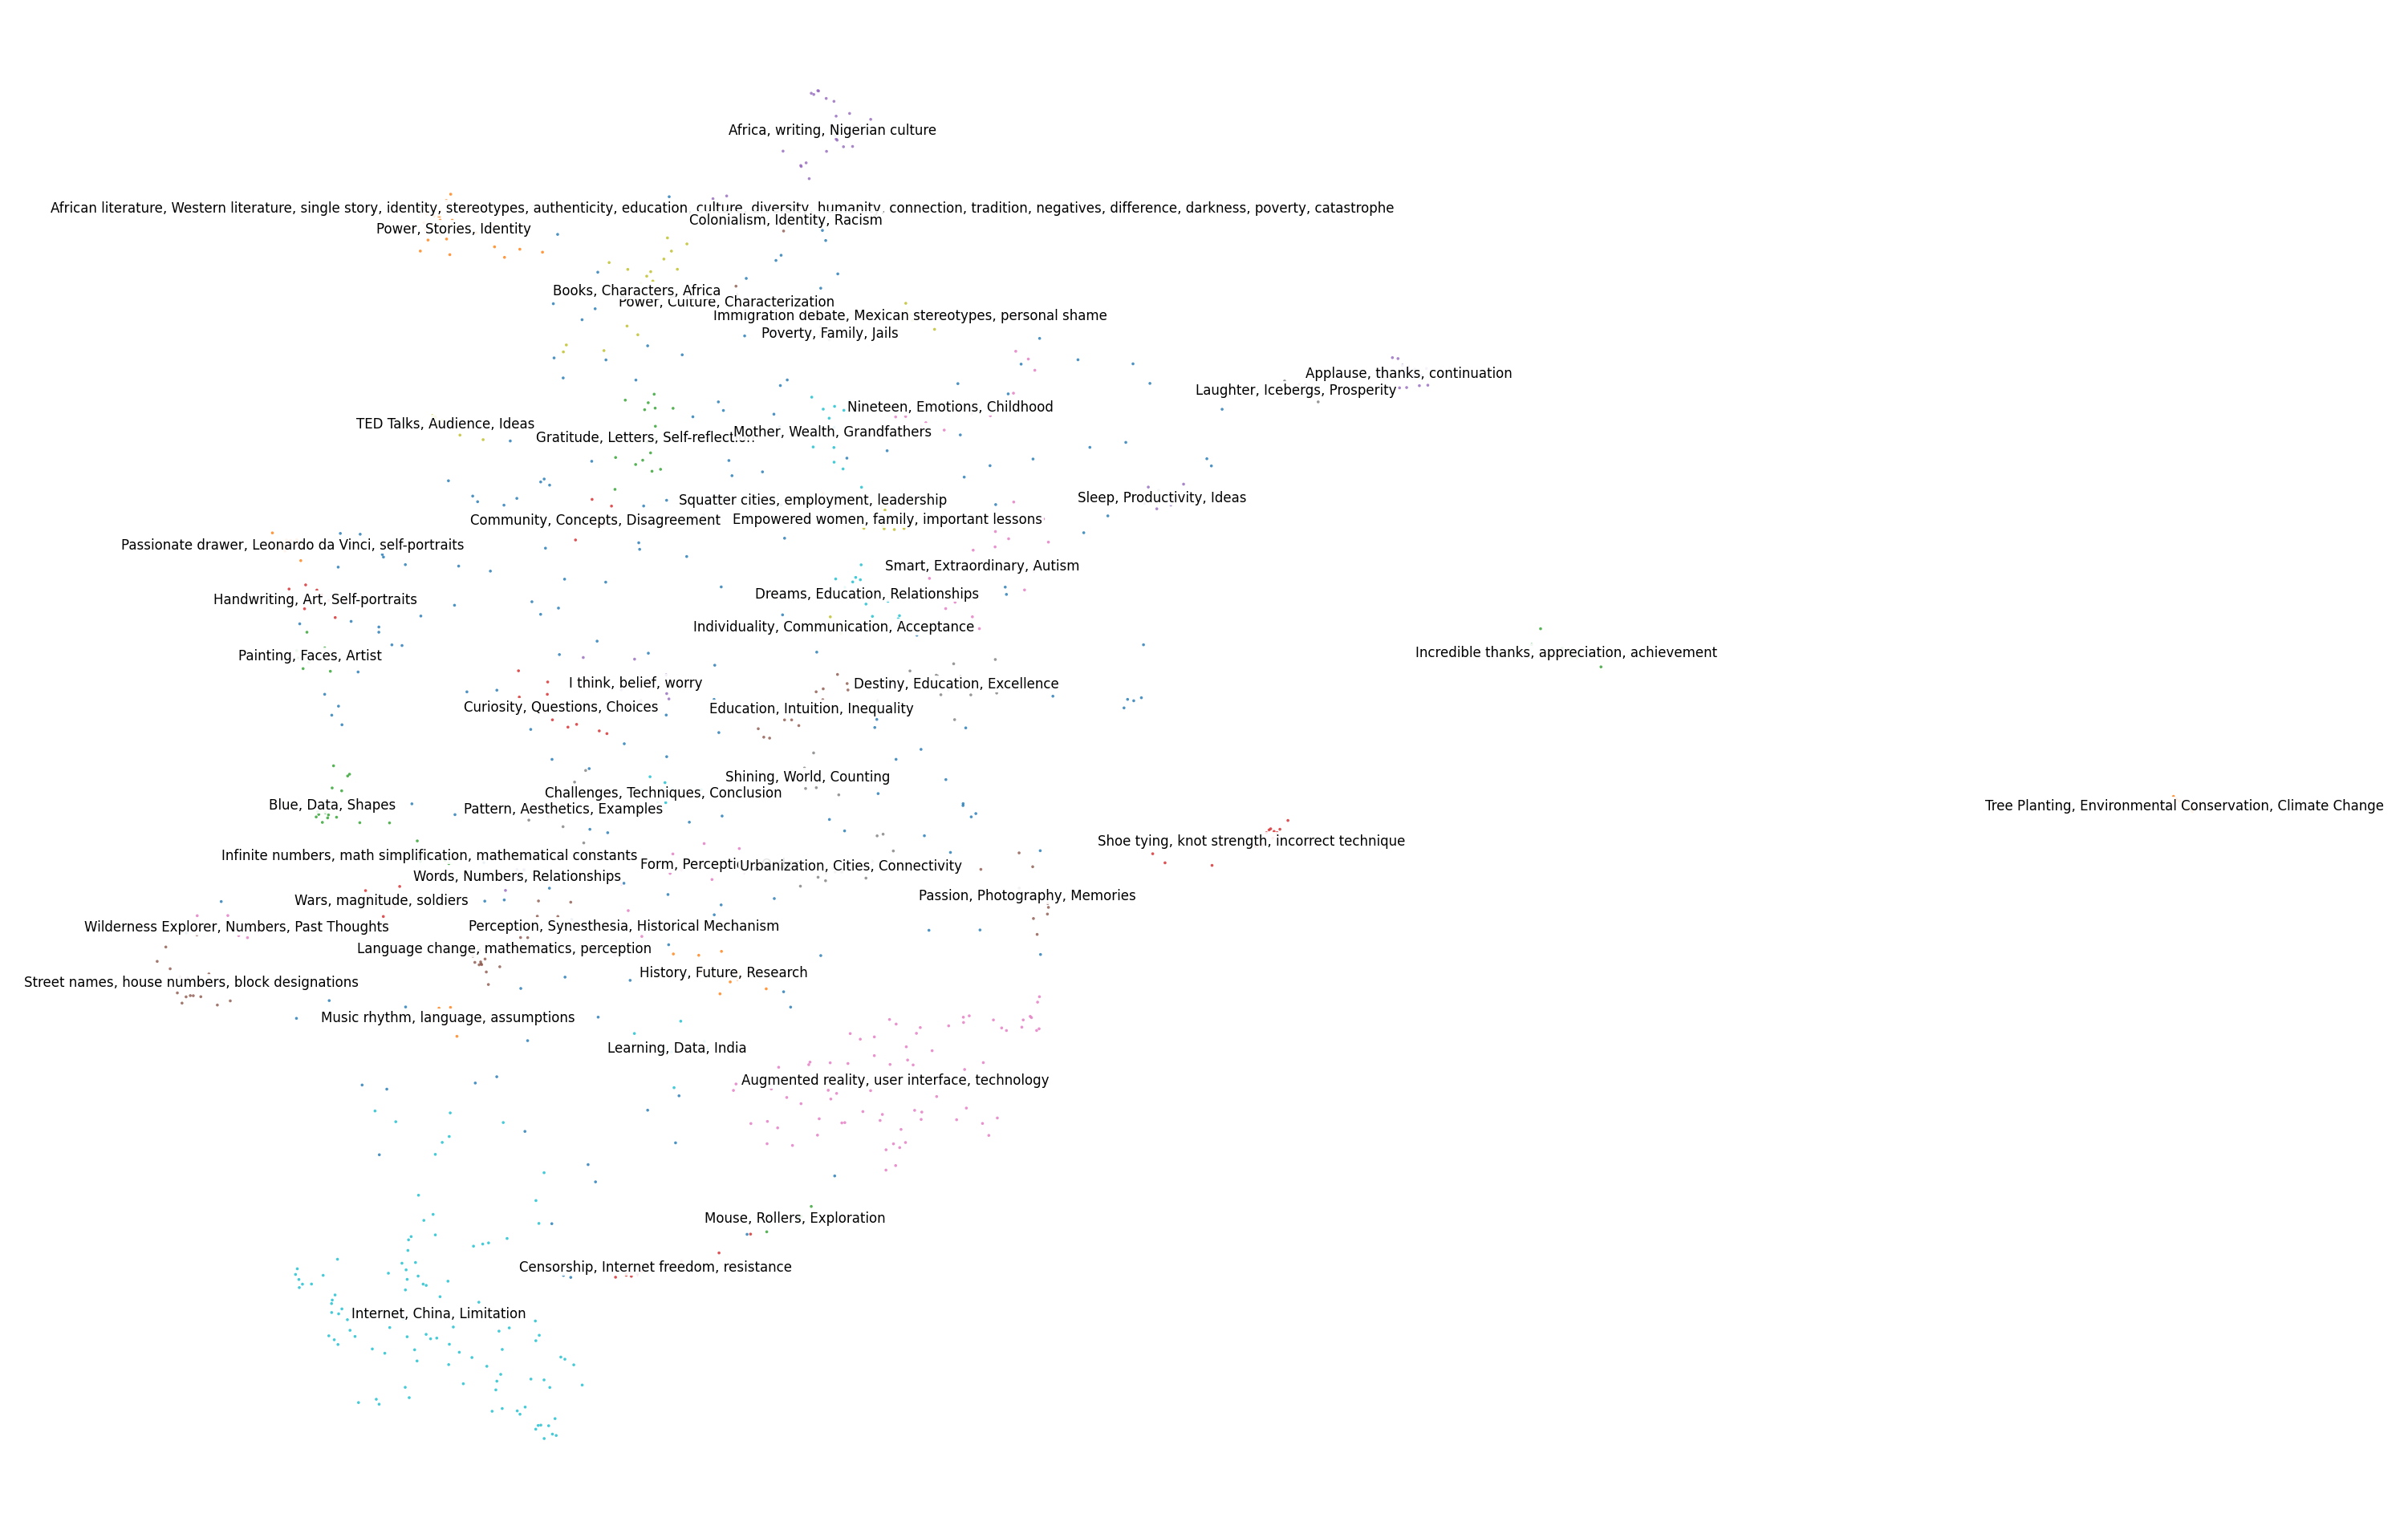 Africa, writing, Nigerian culture
African literature, Western literature, single story, identity, stereotypes, authenticity, education, culture, diversity, humanity, connection, tradition, negatives, difference, darkness, poverty, catastrophe
Colonialism, Identity, Racism
Power, Stories, Identity
Books, Characters, Africa
Power, Culture, Characterization
Immigration debate, Mexican stereotypes, personal shame
Poverty, Family, Jails
Applause, thanks, continuation
Laughter, Icebergs, Prosperity
Nineteen, Emotions, Childhood
TED Talks, Audience, Ideas
Mother, Wealth, Grandfathers
Gratitude, Letters, Self-reflection
Sleep, Productivity, Ideas
Squatter cities, employment, leadership
Empowered women, family, important lessons
Community, Concepts, Disagreement
Passionate drawer, Leonardo da Vinci, self-portraits
Smart, Extraordinary, Autism
Dreams, Education, Relationships
Handwriting, Art, Self-portraits
Individuality, Communication, Acceptance
Incredible thanks, appreciation, achievement
Painting, Faces, Artist
I think, belief, worry
Destiny, Education, Excellence
Curiosity, Questions, Choices
Education, Intuition, Inequality
Shining, World, Counting
Challenges, Techniques, Conclusion
Blue, Data, Shapes
Tree Planting, Environmental Conservation, Climate Change
Pattern, Aesthetics, Examples
Shoe tying, knot strength, incorrect technique
Infinite numbers, math simplification, mathematical constants
Form,
Urbanization, Cities, Connectivity
Words, Numbers, Relationships
Passion, Photography, Memories
Wars, magnitude, soldiers
Wilderness Explorer, Numbers, Past Thoughts
Perception, Synesthesia, Historical Mechanism
Language change, mathematics, perception
History, Future, Research
Street names, house numbers, block designations
Music rhythm, language, assumptions
Learning, Data, India
Augmented reality, user interface, technology
Mouse, Rollers, Exploration
Censorship, Internet freedom, resistance
Internet, China, Limitation